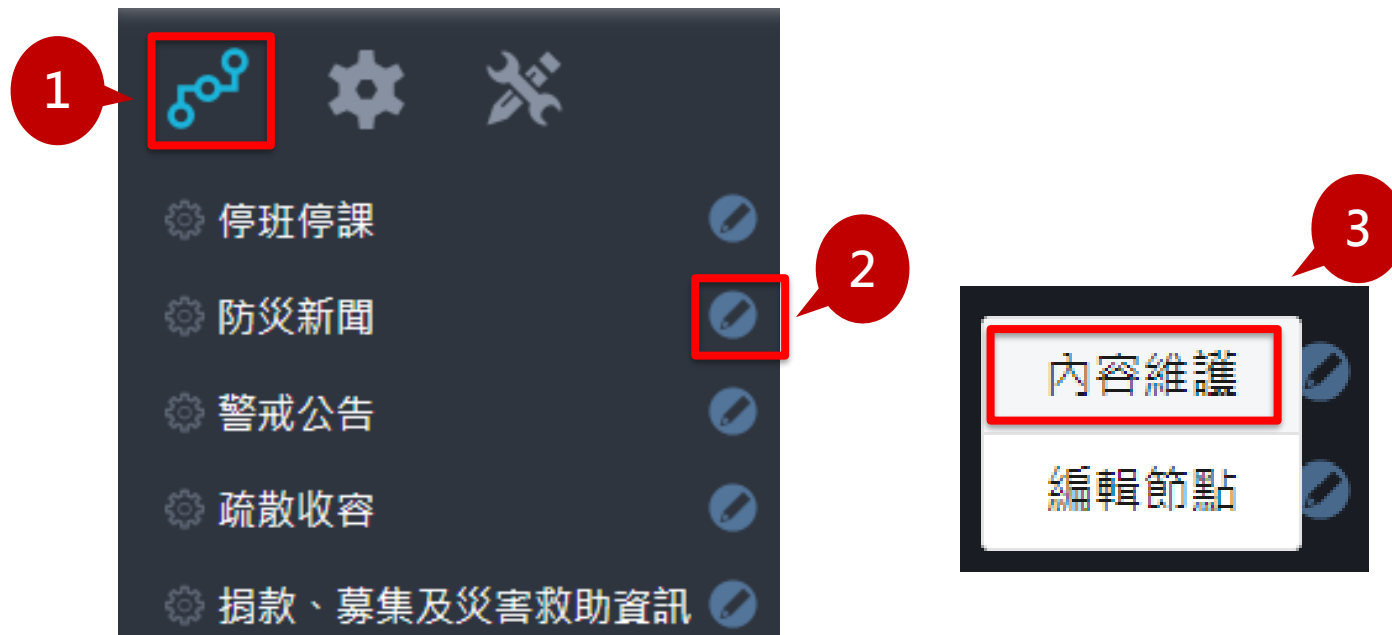 1
停班停課
2
防災新聞
警戒公告
疏散收容
捐款、募集及災害救助資訊
3
內容維護
編輯節點